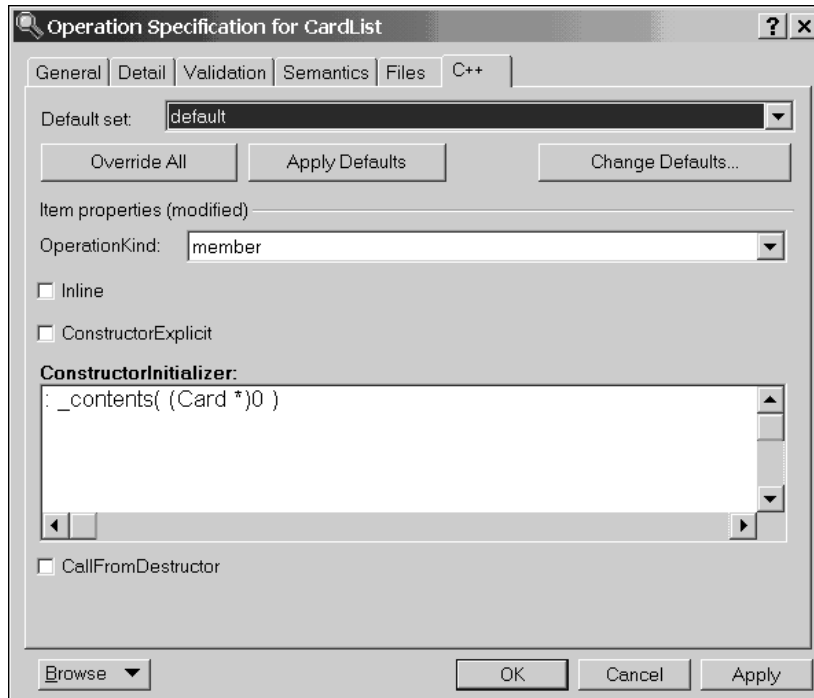 Operation Specification for CardList
General Detail Validation Semantics Files C++
Default set: default
Override All Apply Defaults Change Defaults...
Item properties (modified)
OperationKind: member
Inline
ConstructorExplicit
ConstructorInitializer:
: _contents( (Card *)0 )
CallFromDestructor
Browse OK Cancel Apply